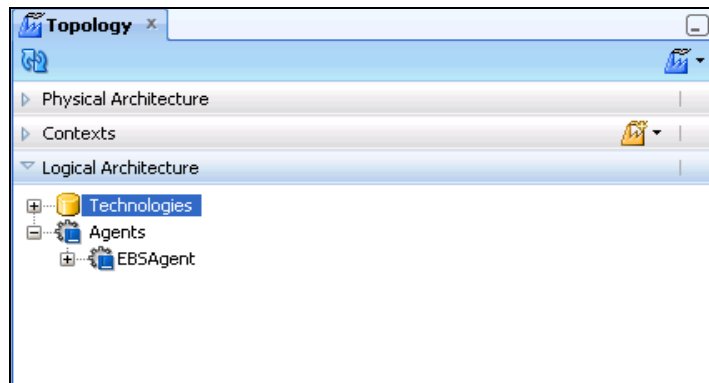 Topology
Physical Architecture
Contexts
Logical Architecture
Technologies
Agents
EBSAgent